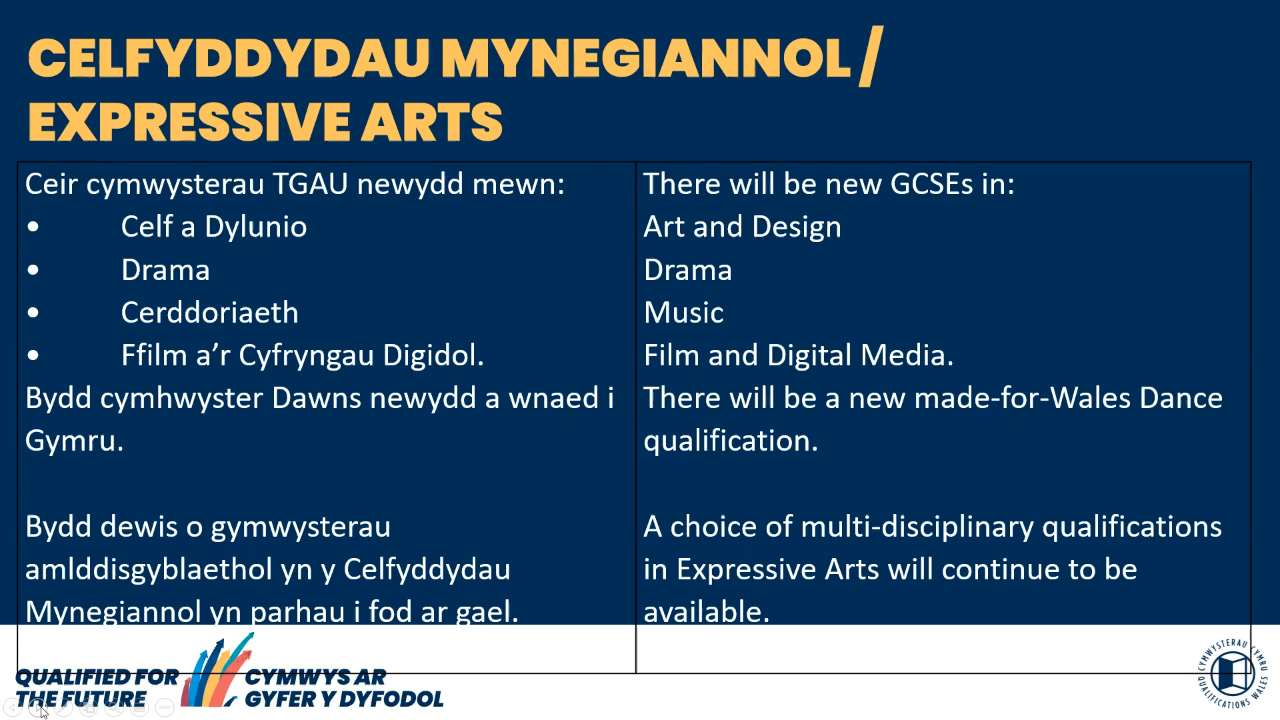 CELFYDDYDAU MYNEGIANNOL /
EXPRESSIVE ARTS
Ceir cymwysterau TGAU newydd mewn:
• Celf a Dylunio
• Drama
• Cerddoriaeth
• Ffilm a’r Cyfryngau Digidol.
Bydd cymhwyster Dawns newydd a wnaed i
Gymru.
Bydd dewis o gymwysterau
amlddisgyblaethol yn y Celfyddydau
Mynegiannol yn parhau i fod ar gael.
There will be new GCSEs in:
Art and Design
Drama
Music
Film and Digital Media.
There will be a new made-for-Wales Dance
qualification.
A choice of multi-disciplinary qualifications
in Expressive Arts will continue to be
available.
QUALIFIED FOR
THE FUTURE
CYMWYS AR
GYFER Y DYFODOL
CYMWYSTERAU CYMRU
QUALIFICATIONS WALES